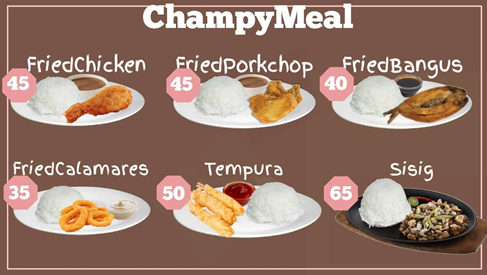 ChampyMeal
FriedChicken
45
FriedPorkchop
45
FriedBangus
40
FriedCalamares
35
Tempura
50
Sisig
65